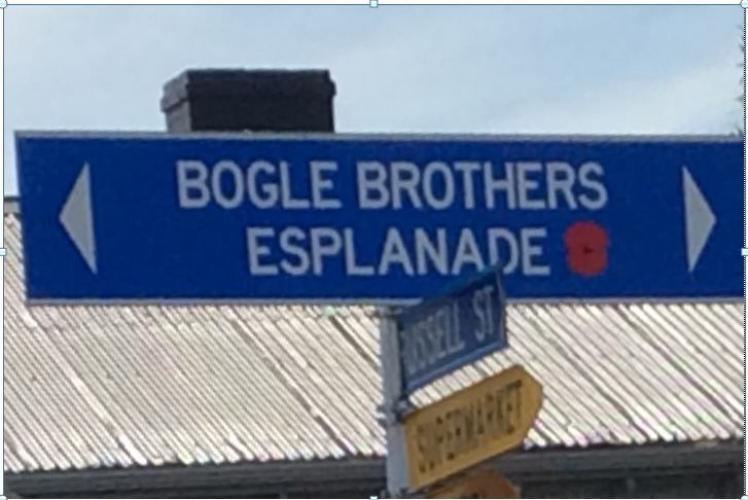 BOGLE BROTHERS
ESPLANADE
RUSSELL ST
SUPERMARKET